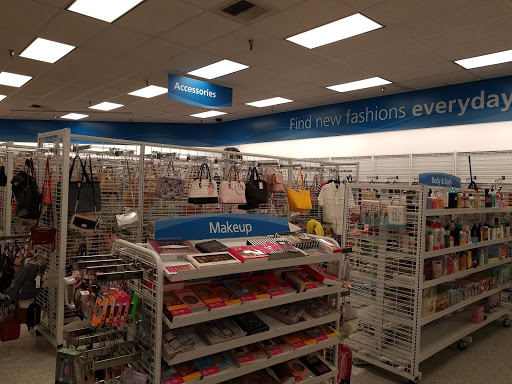 Accessories
Find new fashions everyday
Body & Bath
Makeup